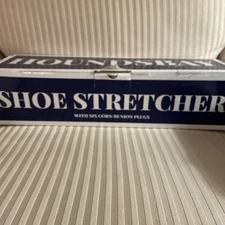 HOUNDSBAY
SHOE STRETCHER
WITH SIX CORN/BUNION PLUGS